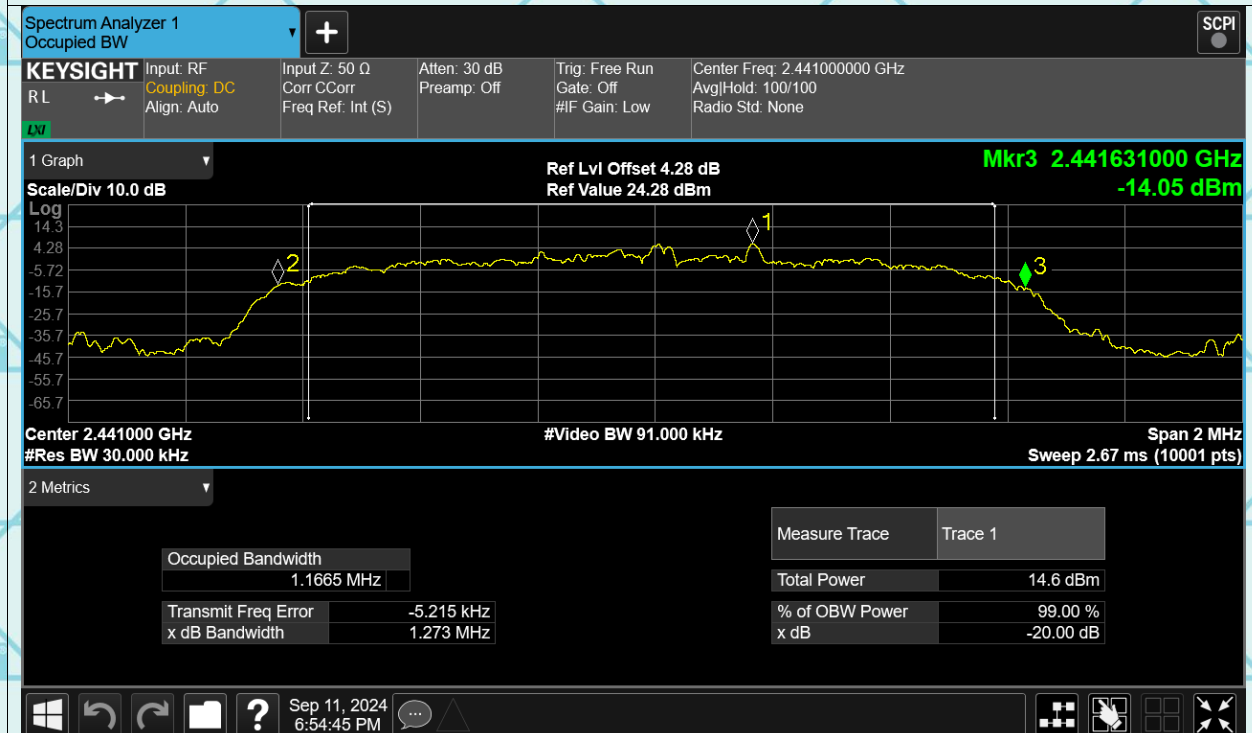 Spectrum Analyzer 1
Occupied BW
SCPI
KEYSIGHT
RL
LXI
Input: RF
Coupling: DC
Align: Auto
Input Z: 50 Ω
Corr CCorr
Freq Ref: Int (S)
Atten: 30 dB
Preamp: Off
Trig: Free Run
Gate: Off
#IF Gain: Low
Center Freq: 2.441000000 GHz
Avg|Hold: 100/100
Radio Std: None
1 Graph
Scale/Div 10.0 dB
Ref Lvl Offset 4.28 dB
Ref Value 24.28 dBm
Mkr3 2.441631000 GHz
-14.05 dBm
Log
14.3
4.28
-5.72
-15.7
-25.7
-35.7
-45.7
-55.7
-65.7
2
1
3
Center 2.441000 GHz
#Video BW 91.000 kHz
Span 2 MHz
#Res BW 30.000 kHz
Sweep 2.67 ms (10001 pts)
2 Metrics
Occupied Bandwidth
1.1665 MHz
Transmit Freq Error -5.215 kHz
x dB Bandwidth 1.273 MHz
Measure Trace Trace 1
Total Power 14.6 dBm
% of OBW Power 99.00 %
x dB -20.00 dB
?
Sep 11, 2024
6:54:45 PM